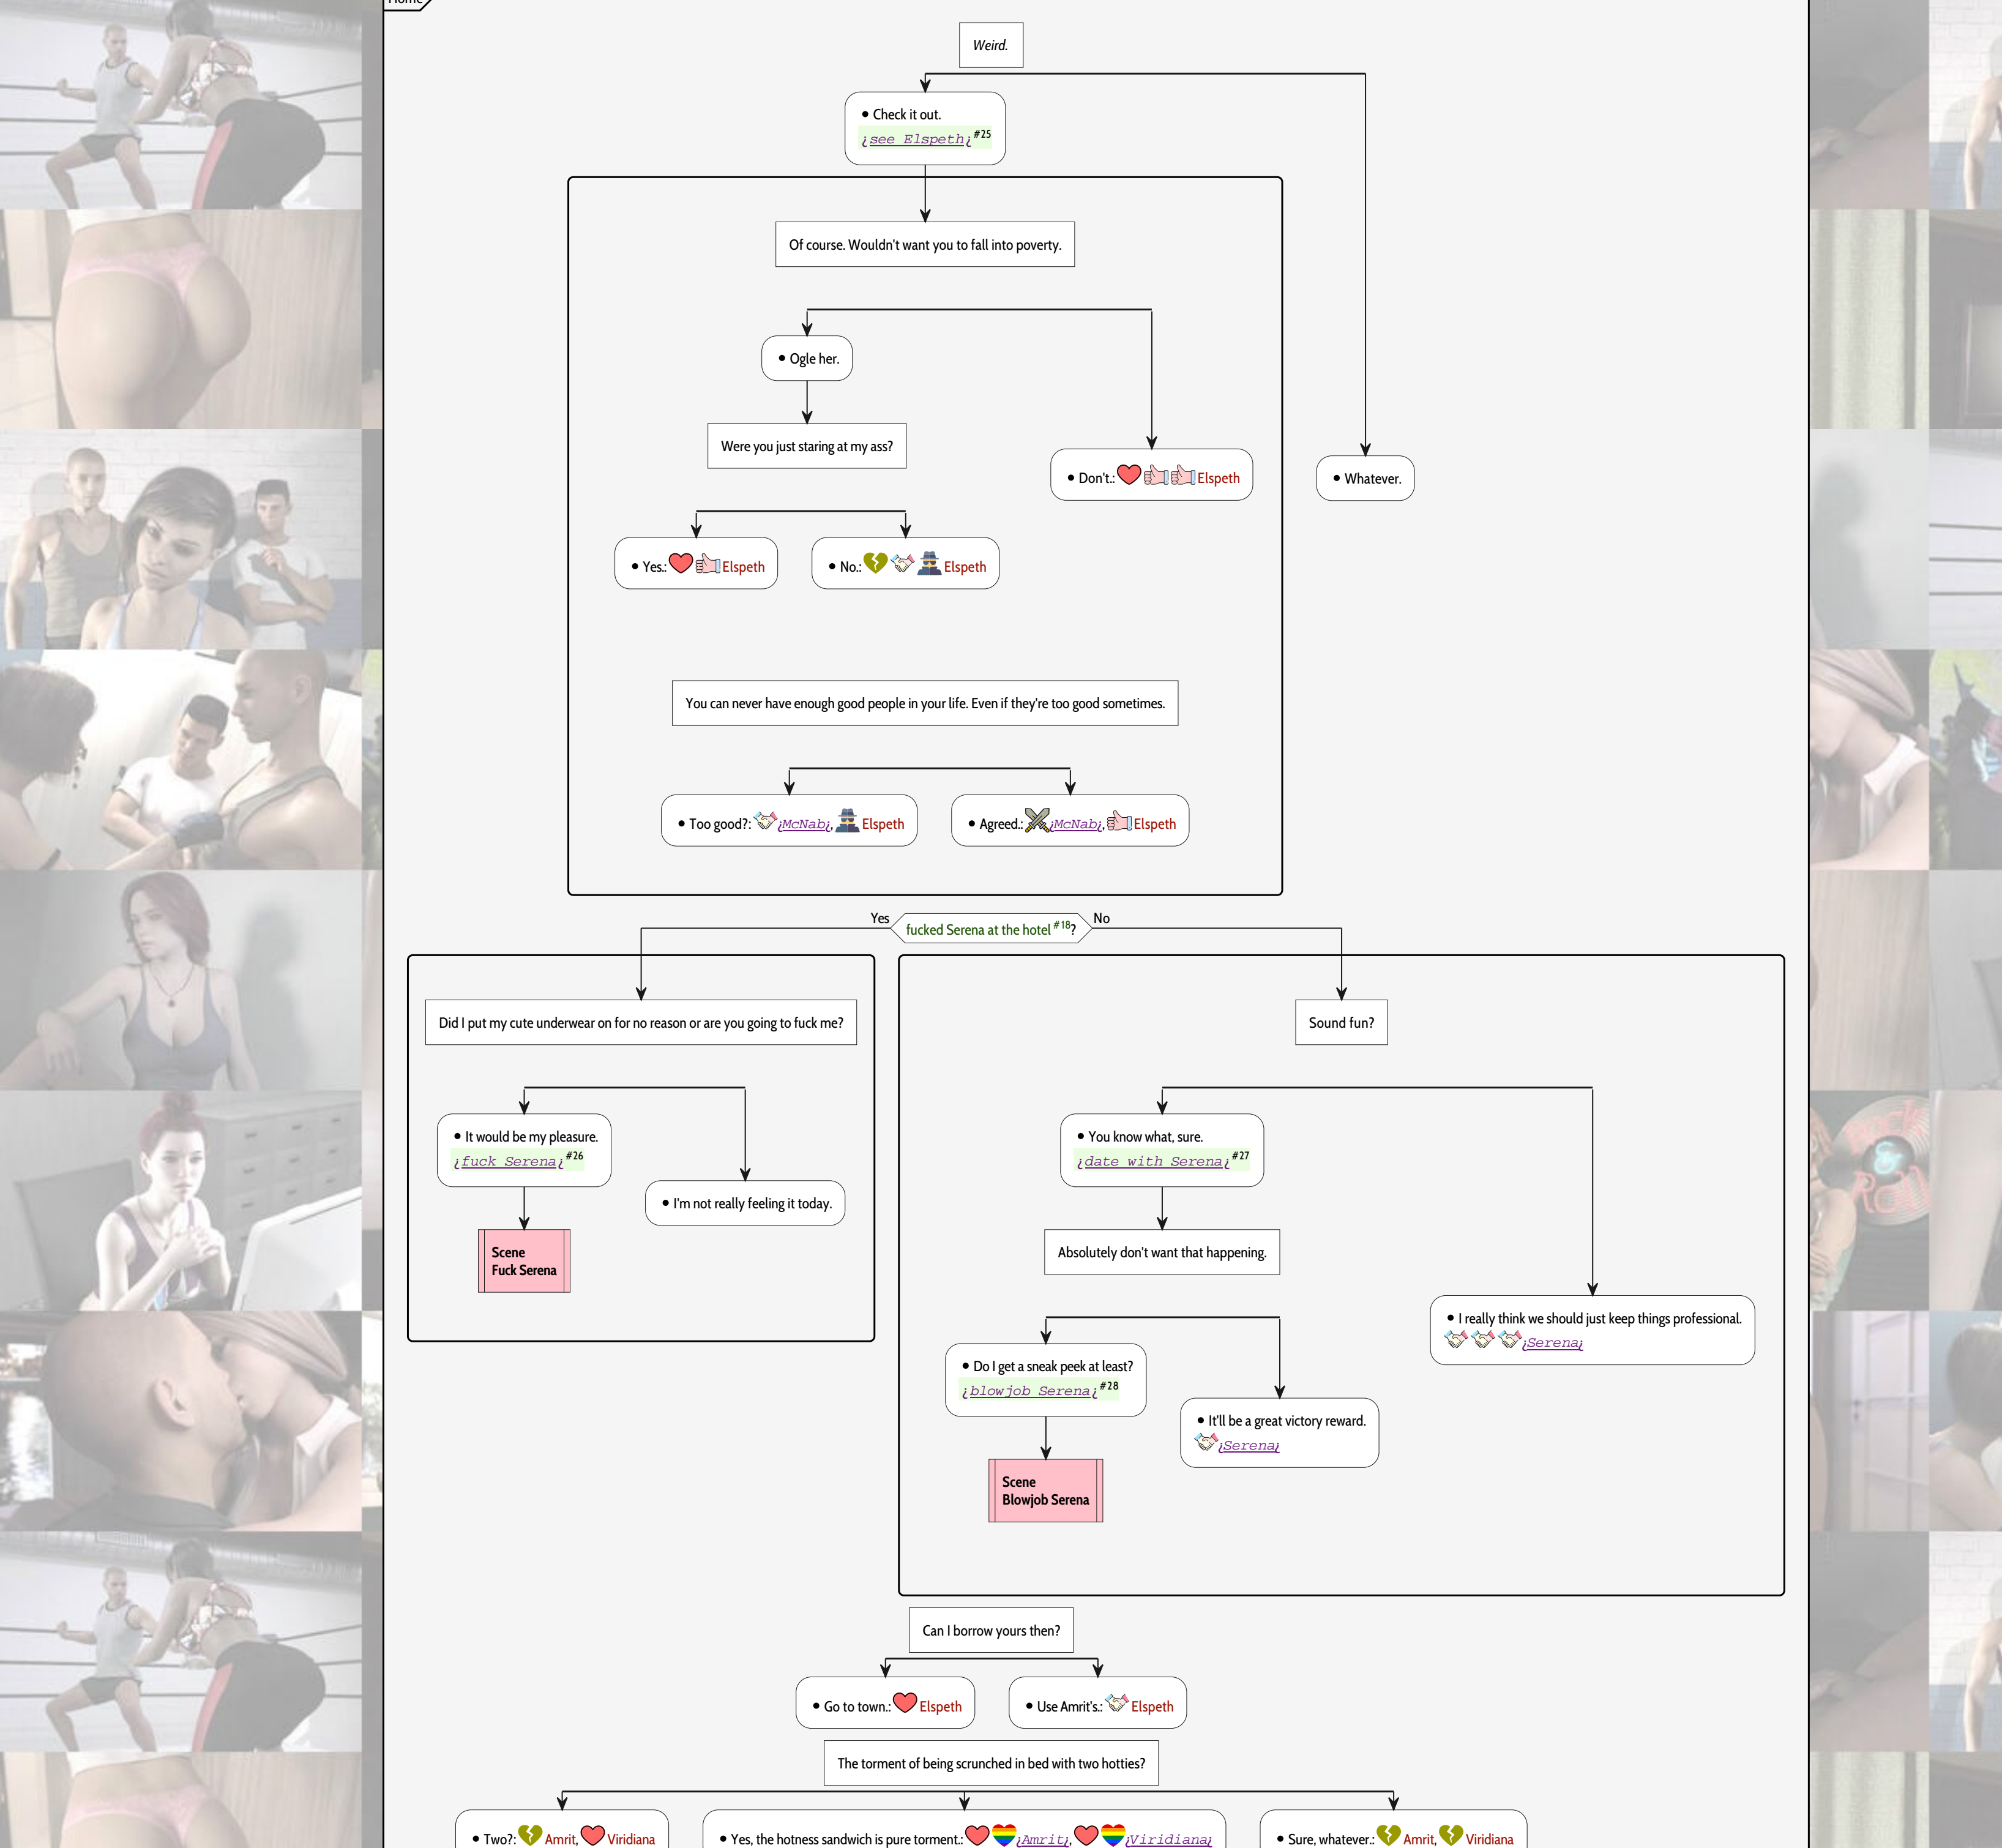 Home
Weird.
• Check it out.
¿see Elspeth¿#25
Of course. Wouldn't want you to fall into poverty.
• Ogle her.
Were you just staring at my ass?
• Don't.: Elspeth
• Whatever.
• Yes.: Elspeth
• No.: Elspeth
You can never have enough good people in your life. Even if they're too good sometimes.
• Too good?: ¿McNab¿, Elspeth
• Agreed.: ¿McNab¿, Elspeth
Yes
fucked Serena at the hotel #18?
No
Did I put my cute underwear on for no reason or are you going to fuck me?
• It would be my pleasure.
¿fuck Serena¿#26
• I'm not really feeling it today.
Scene
Fuck Serena
Sound fun?
• You know what, sure.
¿date with Serena¿#27
Absolutely don't want that happening.
• I really think we should just keep things professional.
¿Serena¿
• Do I get a sneak peek at least?
¿blowjob Serena¿#28
• It'll be a great victory reward.
¿Serena¿
Scene
Blowjob Serena
Can I borrow yours then?
• Go to town.: Elspeth
• Use Amrit's.: Elspeth
The torment of being scrunched in bed with two hotties?
• Two?: Amrit, Viridiana
• Yes, the hotness sandwich is pure torment.: ¿Amrit¿, ¿Viridiana¿
• Sure, whatever.: Amrit, Viridiana
ROCK
&
ROLL